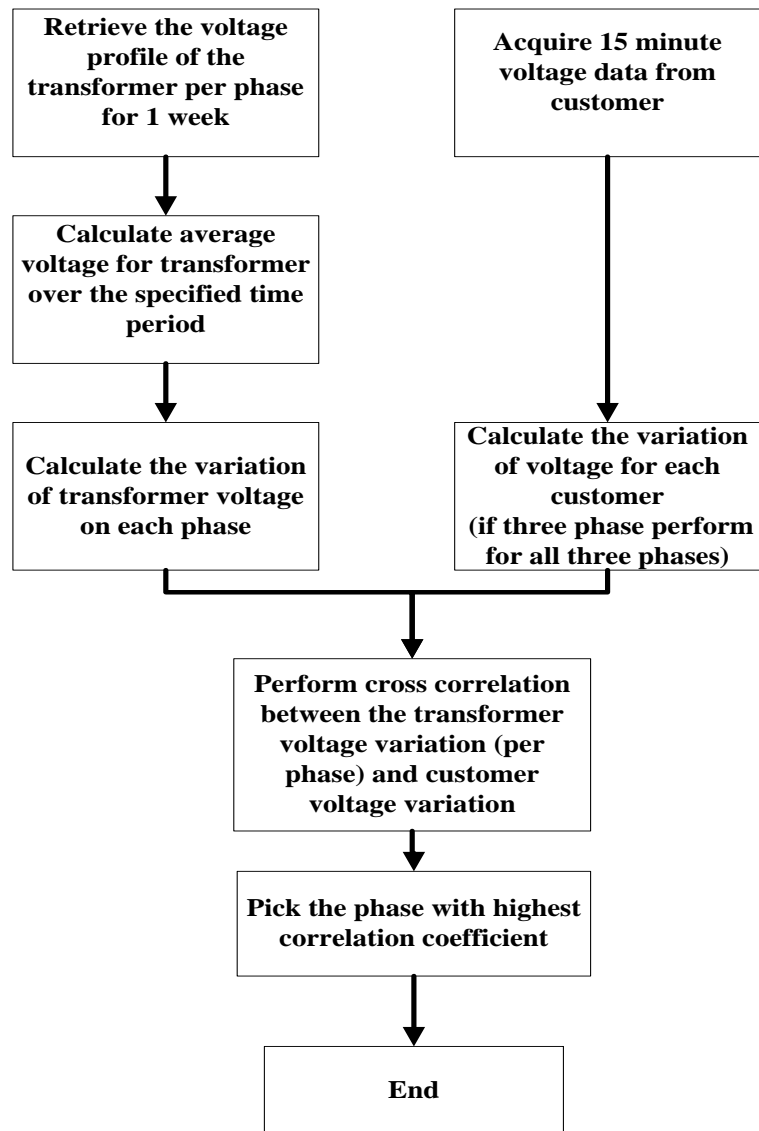 Retrieve the voltage
profile of the
transformer per phase
for 1 week
Acquire 15 minute
voltage data from
customer
Calculate average
voltage for transformer
over the specified time
period
Calculate the variation
of transformer voltage
on each phase
Calculate the variation
of voltage for each
customer
(if three phase perform
for all three phases)
Perform cross correlation
between the transformer
voltage variation (per
phase) and customer
voltage variation
Pick the phase with highest
correlation coefficient
End